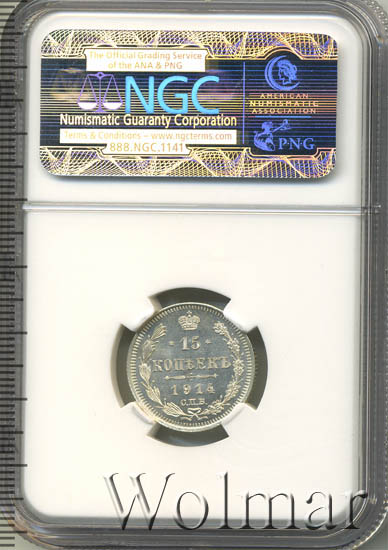 The Official Grading Service
of the ANA & PNG
NGC
Numismatic Guaranty Corporation
Terms & Conditions ~ www.ngcterms.com
888.NGC.1141
AMERICAN
NUMISMATIC
ASSOCIATION
PNG
15
КОПѢЕКЪ
1914
С.П.Б.
Wolmar